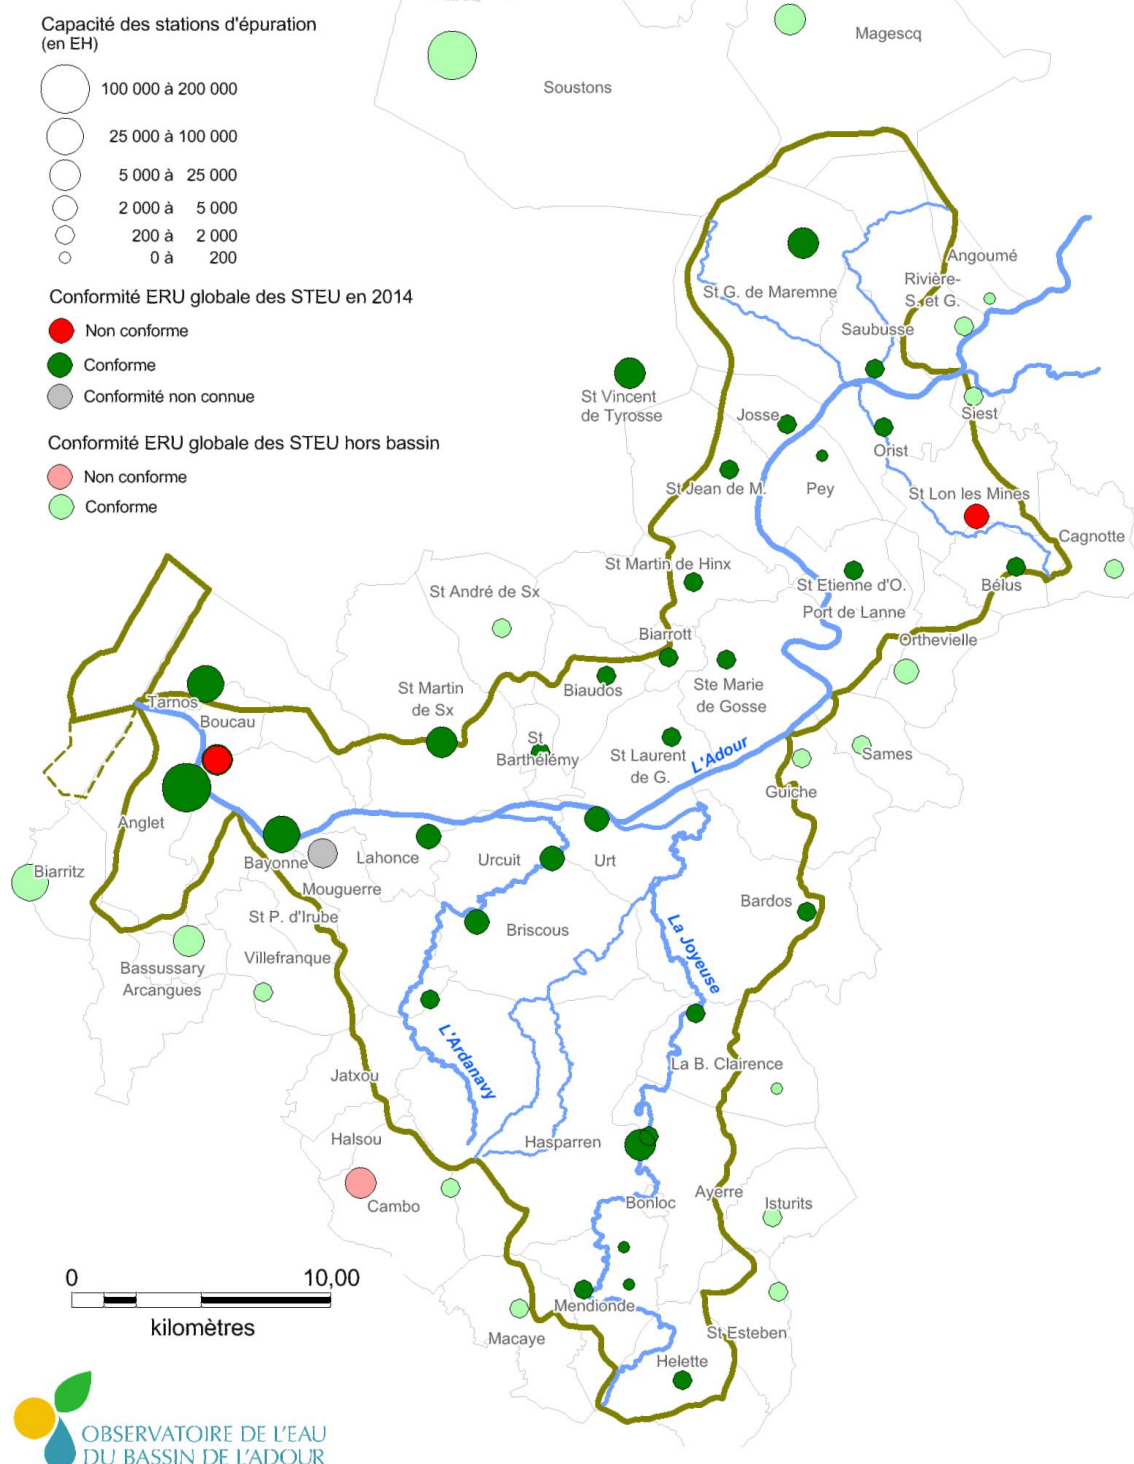 Capacité des stations d'épuration
(en EH)
100 000 à 200 000
25 000 à 100 000
5 000 à 25 000
2 000 à 5 000
200 à 2 000
0 à 200
Conformité ERU globale des STEU en 2014
Non conforme
Conforme
Conformité non connue
Conformité ERU globale des STEU hors bassin
Non conforme
Conforme
Magescq
Soustons
Angoumé
Rivière-
S. et G.
St G. de Maremne
Saubusse
St Vincent
de Tyrosse
Josse
Siest
Orist
St Jean de M.
Pey
St Lon les Mines
Cagnotte
St Martin de Hinx
St Etienne d'O.
Bélus
St André de Sx
Port de Lanne
Biarrott
Orthevielle
St Martin
de Sx
Biaudos
Ste Marie
de Gosse
Tarnos
Boucau
St
Barthélémy
St Laurent
de G.
L'Adour
Sames
Guiche
Anglet
Bayonne
Lahonce
Urcuit
Urt
Biarritz
Mouguerre
Bardos
St P. d'Irube
Briscous
La Joyeuse
Villefranque
Bassussary
Arcangues
L'Ardanavy
La B. Clairence
Jatxou
Halsou
Hasparren
Cambo
Bonloc
Ayerre
Isturits
0 10,00
kilomètres
Mendionde
Macaye
St Esteben
Helette
OBSERVATOIRE DE L'EAU
DU BASSIN DE L'ADOUR